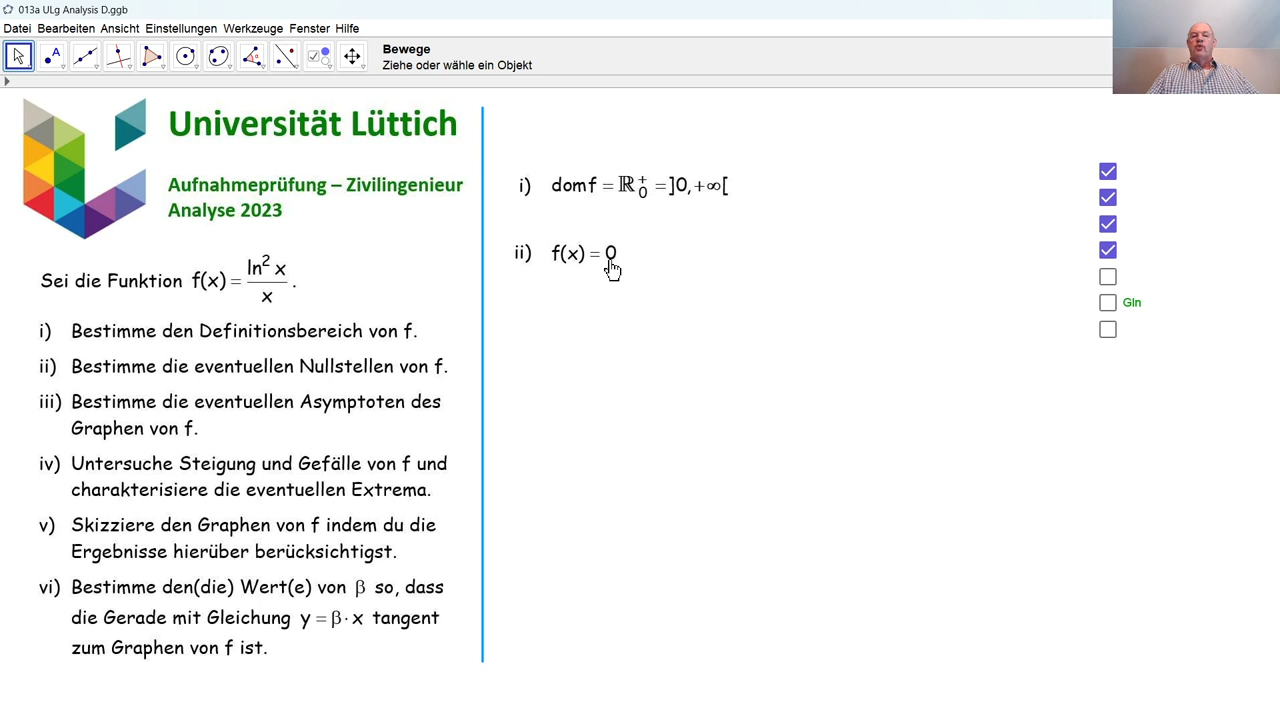 013a ULg Analysis D.ggb
Datei Bearbeiten Ansicht Einstellungen Werkzeuge Fenster Hilfe
Bewege
Ziehe oder wähle ein Objekt
Universität Lüttich
Aufnahmeprüfung – Zivilingenieur
Analyse 2023
Sei die Funktion f(x) = ln² x / x .
i) Bestimme den Definitionsbereich von f.
ii) Bestimme die eventuellen Nullstellen von f.
iii) Bestimme die eventuellen Asymptoten des
Graphen von f.
iv) Untersuche Steigung und Gefälle von f und
charakterisiere die eventuellen Extrema.
v) Skizziere den Graphen von f indem du die
Ergebnisse hierüber berücksichtigst.
vi) Bestimme den(die) Wert(e) von β so, dass
die Gerade mit Gleichung y = β · x tangent
zum Graphen von f ist.
i) dom f = ℝ₀⁺ = ]0, +∞[
ii) f(x) = 0
Gln